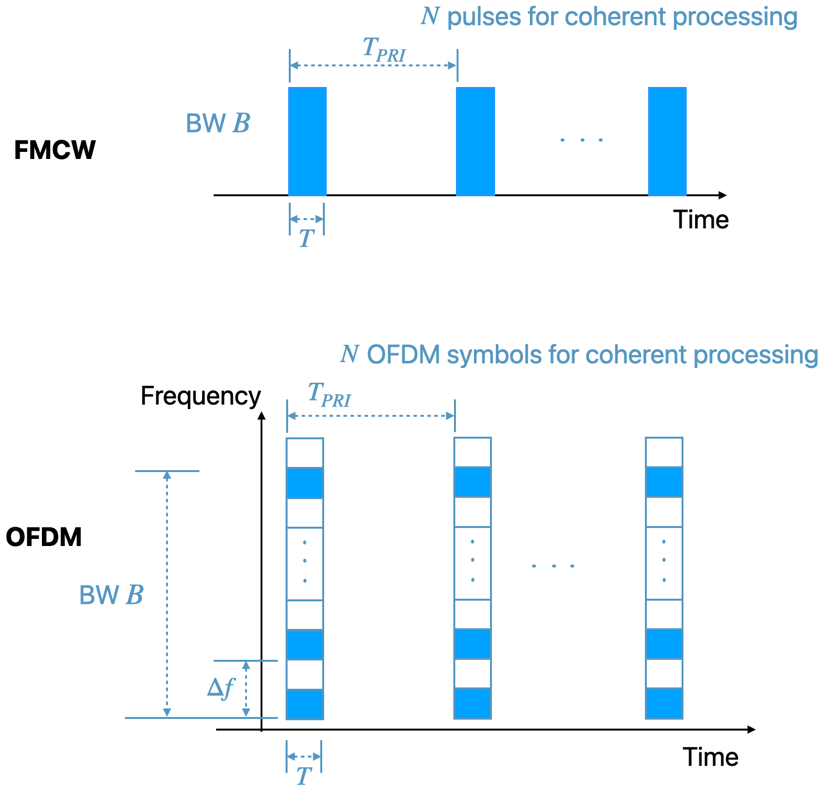 N pulses for coherent processing
T_PRI
BW B
FMCW
. . .
Time
T
N OFDM symbols for coherent processing
Frequency
T_PRI
OFDM
. . .
BW B
Δf
Time
T